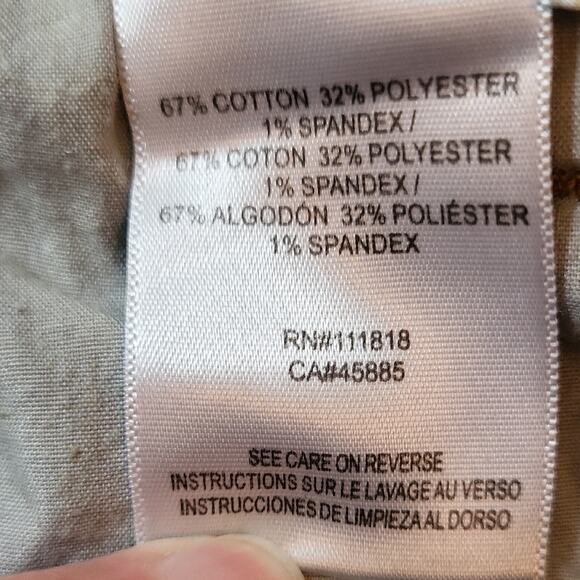 67% COTTON 32% POLYESTER
1% SPANDEX /
67% COTON 32% POLYESTER
1% SPANDEX /
67% ALGODÓN 32% POLIÉSTER
1% SPANDEX
RN#111818
CA#45885
SEE CARE ON REVERSE
INSTRUCTIONS SUR LE LAVAGE AU VERSO
INSTRUCCIONES DE LIMPIEZA AL DORSO